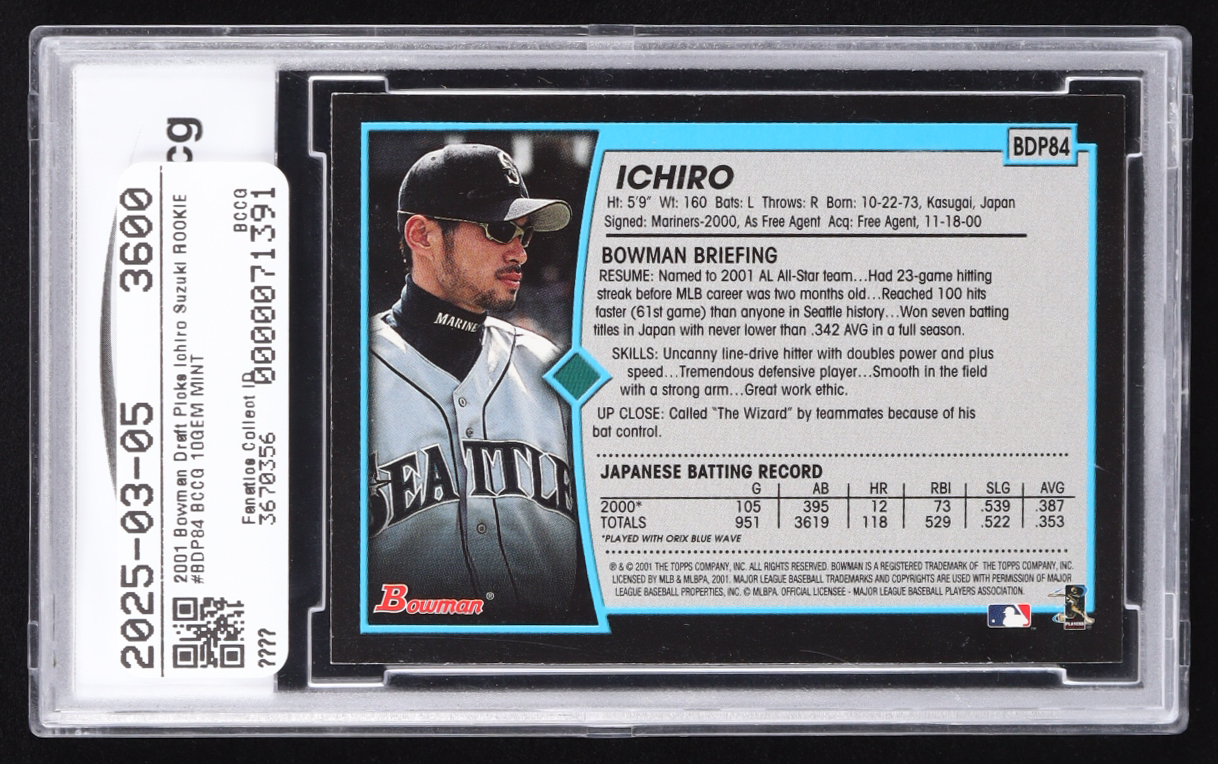 cg
2025-03-05 3600
2001 Bowman Draft Picks Ichiro Suzuki ROOKIE
#BDP84 BCCG 10GEM MINT
BCCG
Fanatics Collect ID 0000071391
3670356
????
BDP84
ICHIRO
Ht: 5'9" Wt: 160 Bats: L Throws: R Born: 10-22-73, Kasugai, Japan
Signed: Mariners-2000, As Free Agent Acq: Free Agent, 11-18-00
BOWMAN BRIEFING
RESUME: Named to 2001 AL All-Star team...Had 23-game hitting
streak before MLB career was two months old...Reached 100 hits
faster (61st game) than anyone in Seattle history...Won seven batting
titles in Japan with never lower than .342 AVG in a full season.
SKILLS: Uncanny line-drive hitter with doubles power and plus
speed...Tremendous defensive player...Smooth in the field
with a strong arm...Great work ethic.
UP CLOSE: Called "The Wizard" by teammates because of his
bat control.
JAPANESE BATTING RECORD
G AB HR RBI SLG AVG
2000* 105 395 12 73 .539 .387
TOTALS 951 3619 118 529 .522 .353
*PLAYED WITH ORIX BLUE WAVE
® & © 2001 THE TOPPS COMPANY, INC. ALL RIGHTS RESERVED. BOWMAN IS A REGISTERED TRADEMARK OF THE TOPPS COMPANY, INC.
LICENSED BY MLB & MLBPA, 2001. MAJOR LEAGUE BASEBALL TRADEMARKS AND COPYRIGHTS ARE USED WITH PERMISSION OF MAJOR
LEAGUE BASEBALL PROPERTIES, INC. © MLBPA. OFFICIAL LICENSEE - MAJOR LEAGUE BASEBALL PLAYERS ASSOCIATION.
MARINE
SEATTLE
Bowman®
PLAYERS